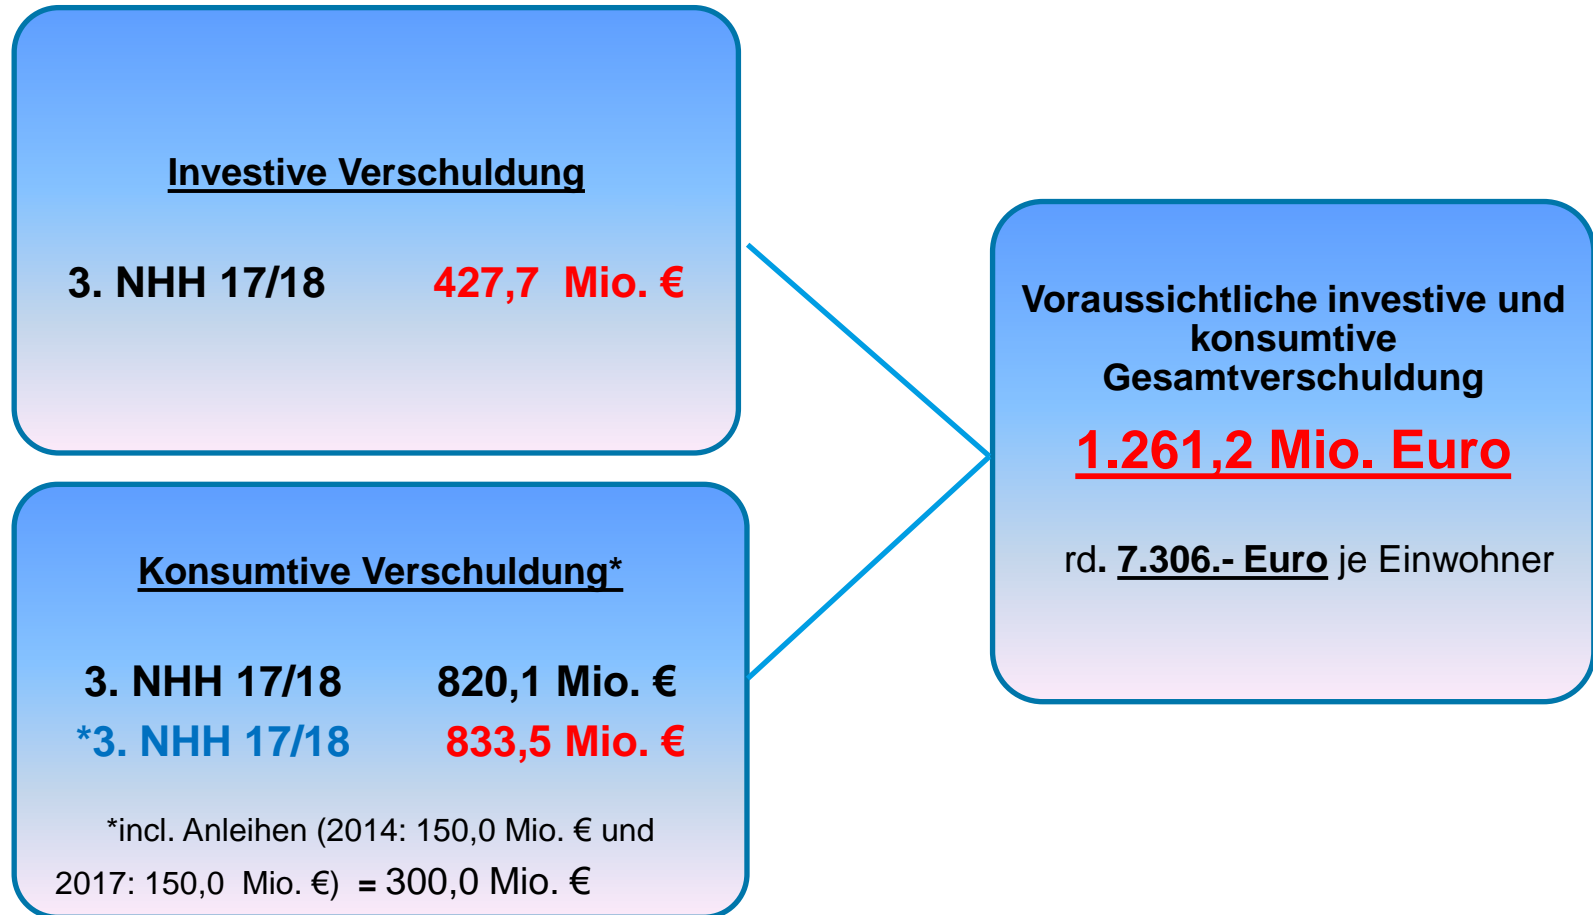 Investive Verschuldung
3. NHH 17/18 427,7 Mio. €
Konsumtive Verschuldung*
3. NHH 17/18 820,1 Mio. €
*3. NHH 17/18 833,5 Mio. €
*incl. Anleihen (2014: 150,0 Mio. € und
2017: 150,0 Mio. €) = 300,0 Mio. €
Voraussichtliche investive und
konsumtive
Gesamtverschuldung
1.261,2 Mio. Euro
rd. 7.306.- Euro je Einwohner